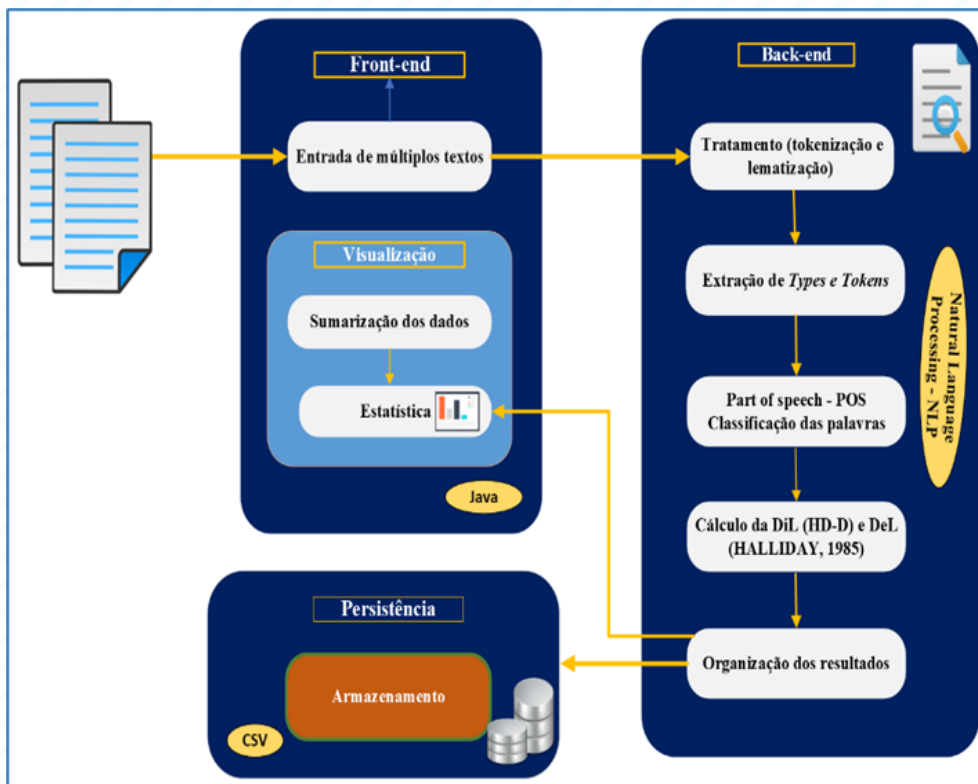 Front-end
Entrada de múltiplos textos
Visualização
Sumarização dos dados
Estatística
Java
Back-end
Tratamento (tokenização e
lematização)
Extração de Types e Tokens
Part of speech - POS
Classificação das palavras
Cálculo da DiL (HD-D) e DeL
(HALLIDAY, 1985)
Organização dos resultados
Natural Language
Processing - NLP
Persistência
Armazenamento
CSV